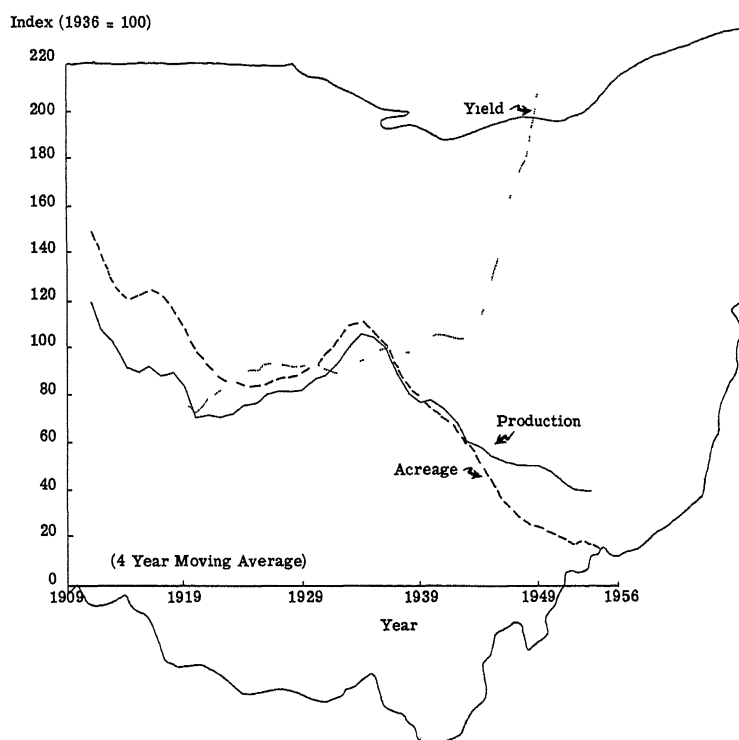 Index (1936 = 100)
220
200
180
160
140
120
100
80
60
40
20
0
Yield
Production
Acreage
(4 Year Moving Average)
1909 1919 1929 1939 1949 1956
Year